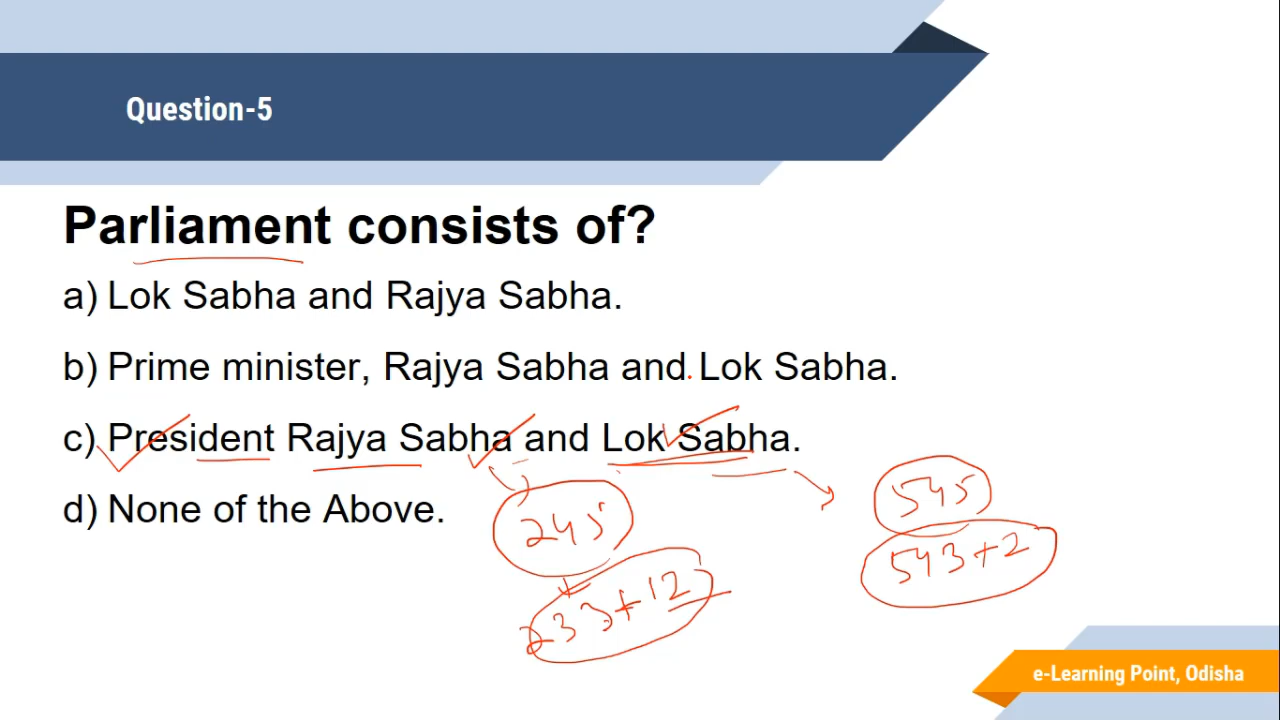 Question-5
Parliament consists of?
a) Lok Sabha and Rajya Sabha.
b) Prime minister, Rajya Sabha and Lok Sabha.
c) President Rajya Sabha and Lok Sabha.
d) None of the Above.
245
545
233+12
543+2
e-Learning Point, Odisha